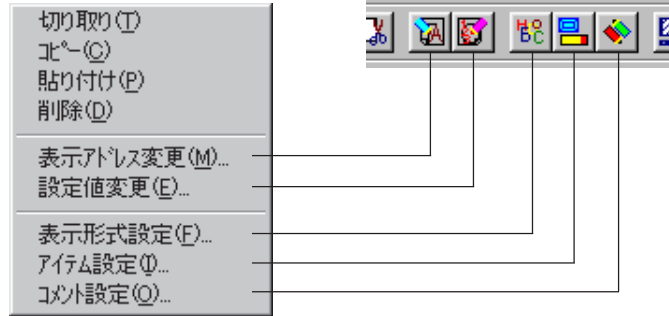 切り取り(T)
ｺﾋﾟｰ(C)
貼り付け(P)
削除(D)
表示ｱﾄﾞﾚｽ変更(M)...
設定値変更(E)...
表示形式設定(F)...
ｱｲﾃﾑ設定(I)...
ｺﾒﾝﾄ設定(O)...